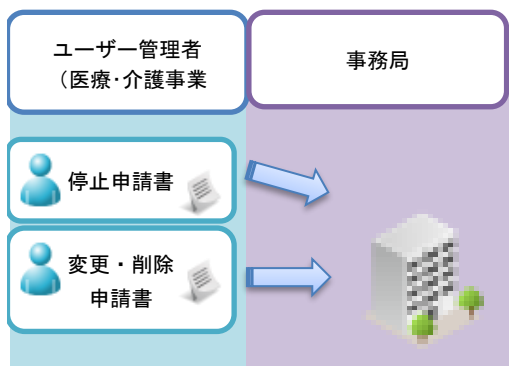 ユーザー管理者
（医療・介護事業
事務局
停止申請書
変更・削除
申請書